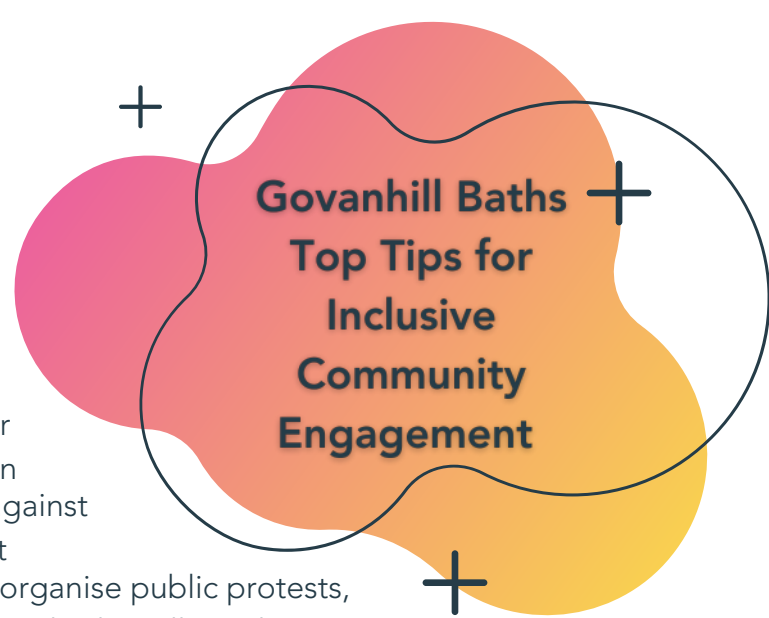 Govanhill Baths
Top Tips for
Inclusive
Community
Engagement
r
n
gainst
t
organise public protests,